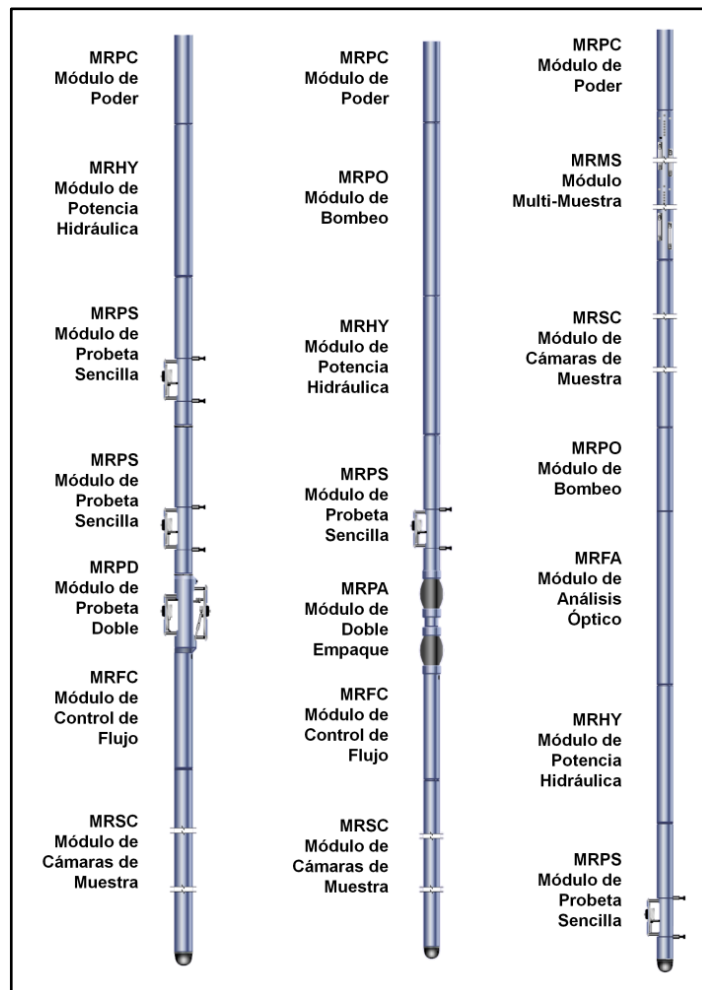 MRPC
Módulo de
Poder
MRHY
Módulo de
Potencia
Hidráulica
MRPS
Módulo de
Probeta
Sencilla
MRPS
Módulo de
Probeta
Sencilla
MRPD
Módulo de
Probeta
Doble
MRFC
Módulo de
Control de
Flujo
MRSC
Módulo de
Cámaras de
Muestra
MRPC
Módulo de
Poder
MRPO
Módulo de
Bombeo
MRHY
Módulo de
Potencia
Hidráulica
MRPS
Módulo de
Probeta
Sencilla
MRPA
Módulo de
Doble
Empaque
MRFC
Módulo de
Control de
Flujo
MRSC
Módulo de
Cámaras de
Muestra
MRPC
Módulo de
Poder
MRMS
Módulo
Multi-Muestra
MRSC
Módulo de
Cámaras de
Muestra
MRPO
Módulo de
Bombeo
MRFA
Módulo de
Análisis
Óptico
MRHY
Módulo de
Potencia
Hidráulica
MRPS
Módulo de
Probeta
Sencilla